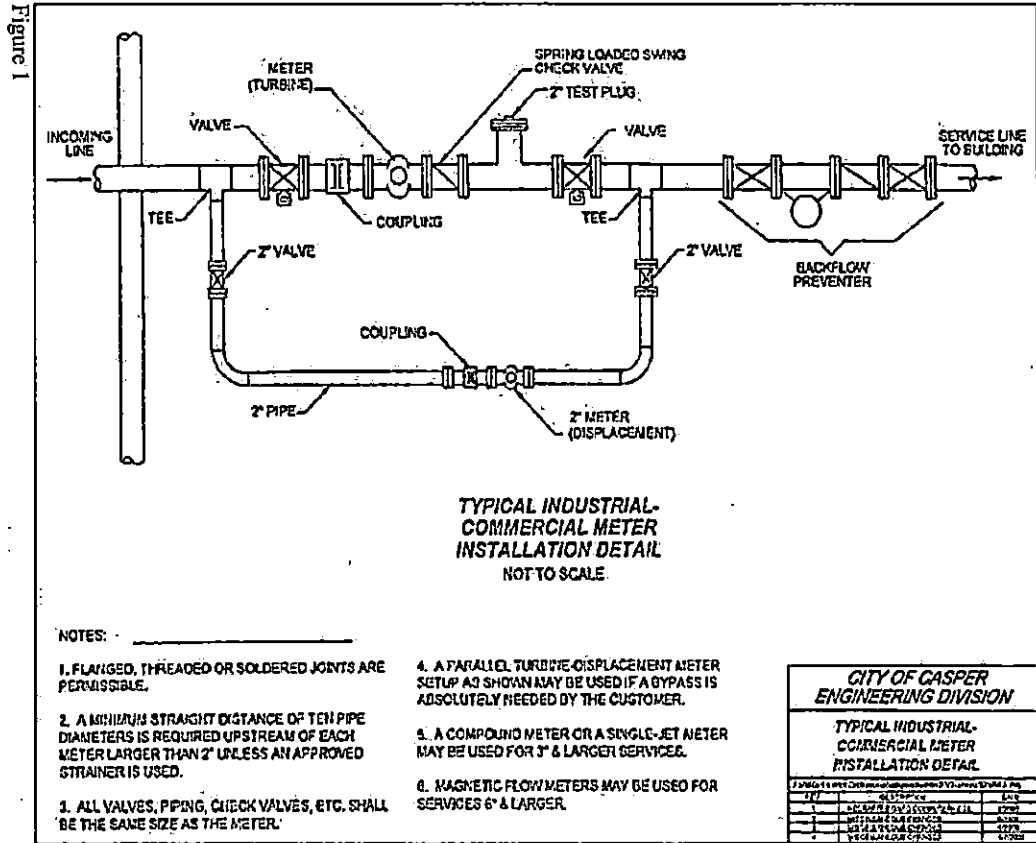 Figure 1
METER
(TURBINE)
SPRING LOADED SWING
CHECK VALVE
2" TEST PLUG
INCOMING
LINE
VALVE
VALVE
SERVICE LINE
TO BUILDING
TEE
COUPLING
TEE
2" VALVE
2" VALVE
BACKFLOW
PREVENTER
COUPLING
2" PIPE
2" METER
(DISPLACEMENT)
TYPICAL INDUSTRIAL-
COMMERCIAL METER
INSTALLATION DETAIL
NOT TO SCALE
NOTES:
1. FLANGED, THREADED OR SOLDERED JOINTS ARE
PERMISSIBLE.
2. A MINIMUM STRAIGHT DISTANCE OF TEN PIPE
DIAMETERS IS REQUIRED UPSTREAM OF EACH
METER LARGER THAN 2" UNLESS AN APPROVED
STRAINER IS USED.
3. ALL VALVES, PIPING, CHECK VALVES, ETC. SHALL
BE THE SAME SIZE AS THE METER.
4. A PARALLEL TURBINE-DISPLACEMENT METER
SETUP AS SHOWN MAY BE USED IF A BYPASS IS
ABSOLUTELY NEEDED BY THE CUSTOMER.
5. A COMPOUND METER OR A SINGLE-JET METER
MAY BE USED FOR 3" & LARGER SERVICES.
6. MAGNETIC FLOW METERS MAY BE USED FOR
SERVICES 6" & LARGER.
CITY OF CASPER
ENGINEERING DIVISION
TYPICAL INDUSTRIAL-
COMMERCIAL METER
INSTALLATION DETAIL